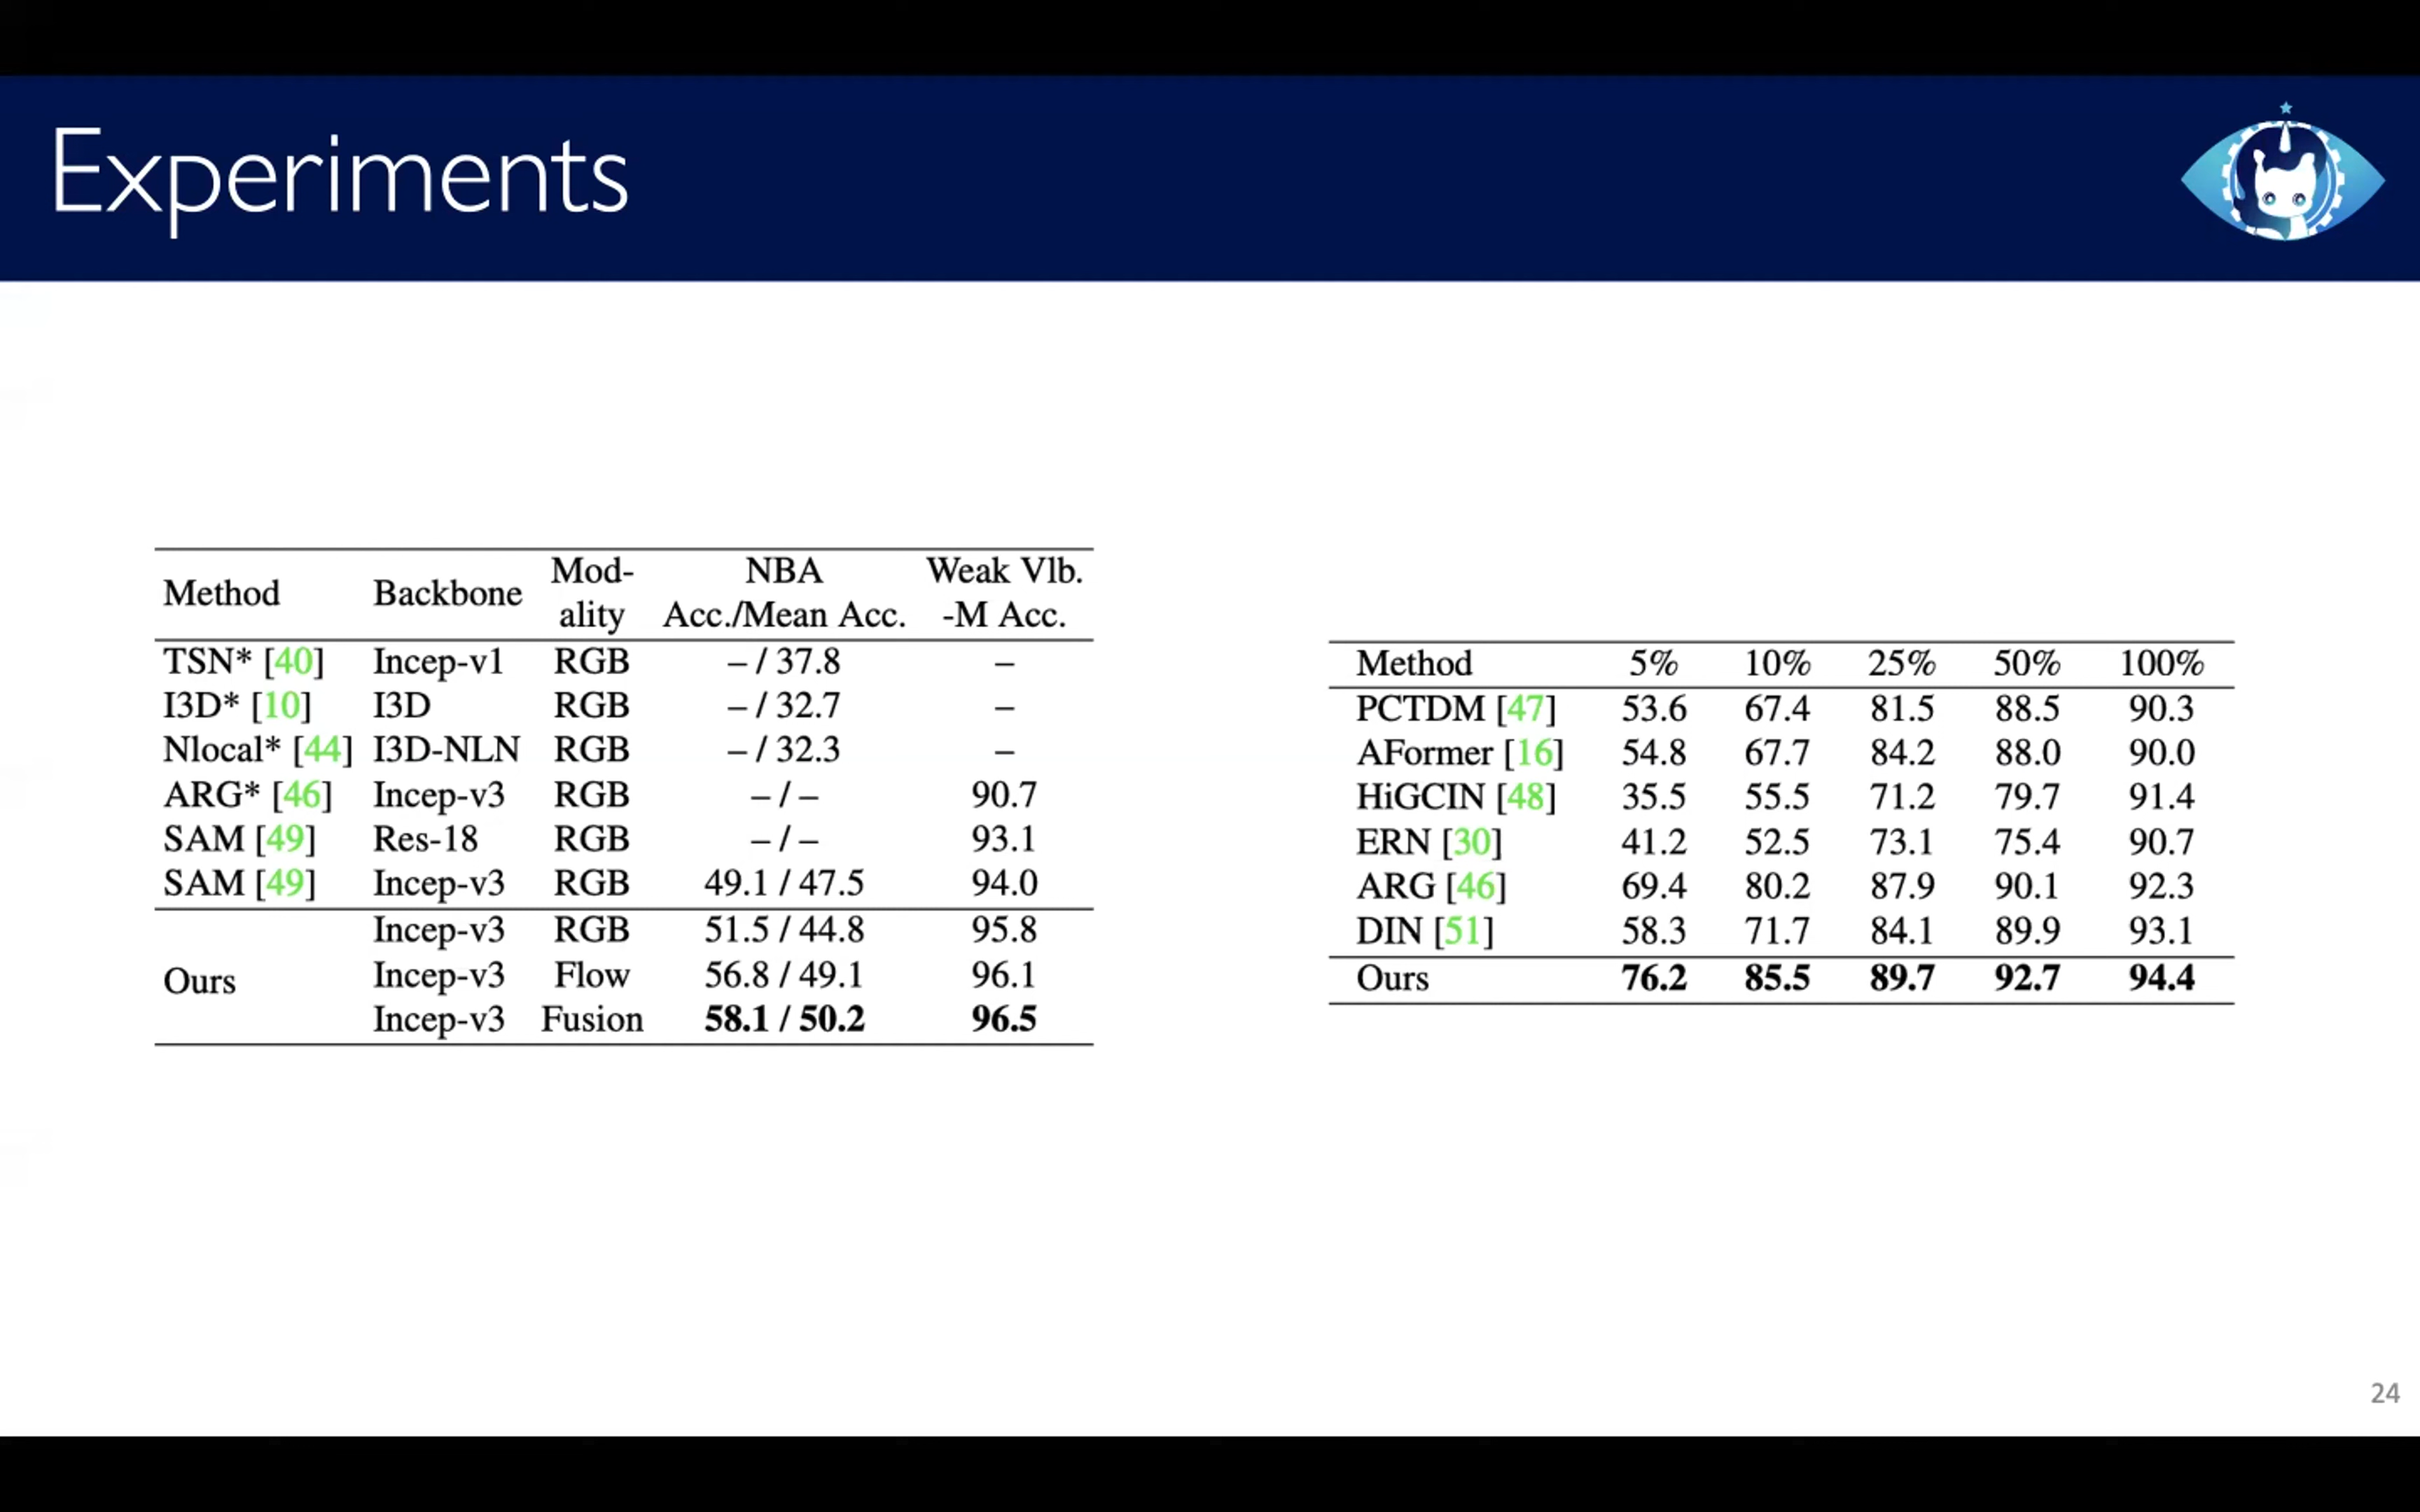 Experiments
Method Backbone Mod- NBA Weak Vlb.
ality Acc./Mean Acc. -M Acc.
TSN* [40] Incep-v1 RGB – / 37.8 –
I3D* [10] I3D RGB – / 32.7 –
Nlocal* [44] I3D-NLN RGB – / 32.3 –
ARG* [46] Incep-v3 RGB – / – 90.7
SAM [49] Res-18 RGB – / – 93.1
SAM [49] Incep-v3 RGB 49.1 / 47.5 94.0
Incep-v3 RGB 51.5 / 44.8 95.8
Ours Incep-v3 Flow 56.8 / 49.1 96.1
Incep-v3 Fusion 58.1 / 50.2 96.5
Method 5% 10% 25% 50% 100%
PCTDM [47] 53.6 67.4 81.5 88.5 90.3
AFormer [16] 54.8 67.7 84.2 88.0 90.0
HiGCIN [48] 35.5 55.5 71.2 79.7 91.4
ERN [30] 41.2 52.5 73.1 75.4 90.7
ARG [46] 69.4 80.2 87.9 90.1 92.3
DIN [51] 58.3 71.7 84.1 89.9 93.1
Ours 76.2 85.5 89.7 92.7 94.4
24